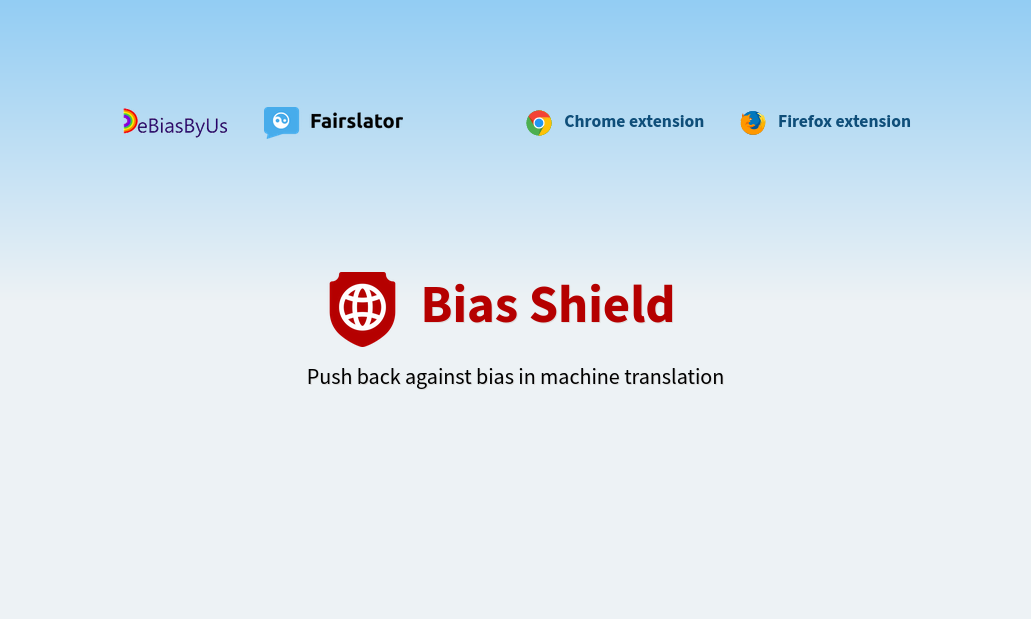 DeBiasByUs Fairslator Chrome extension Firefox extension
Bias Shield
Push back against bias in machine translation